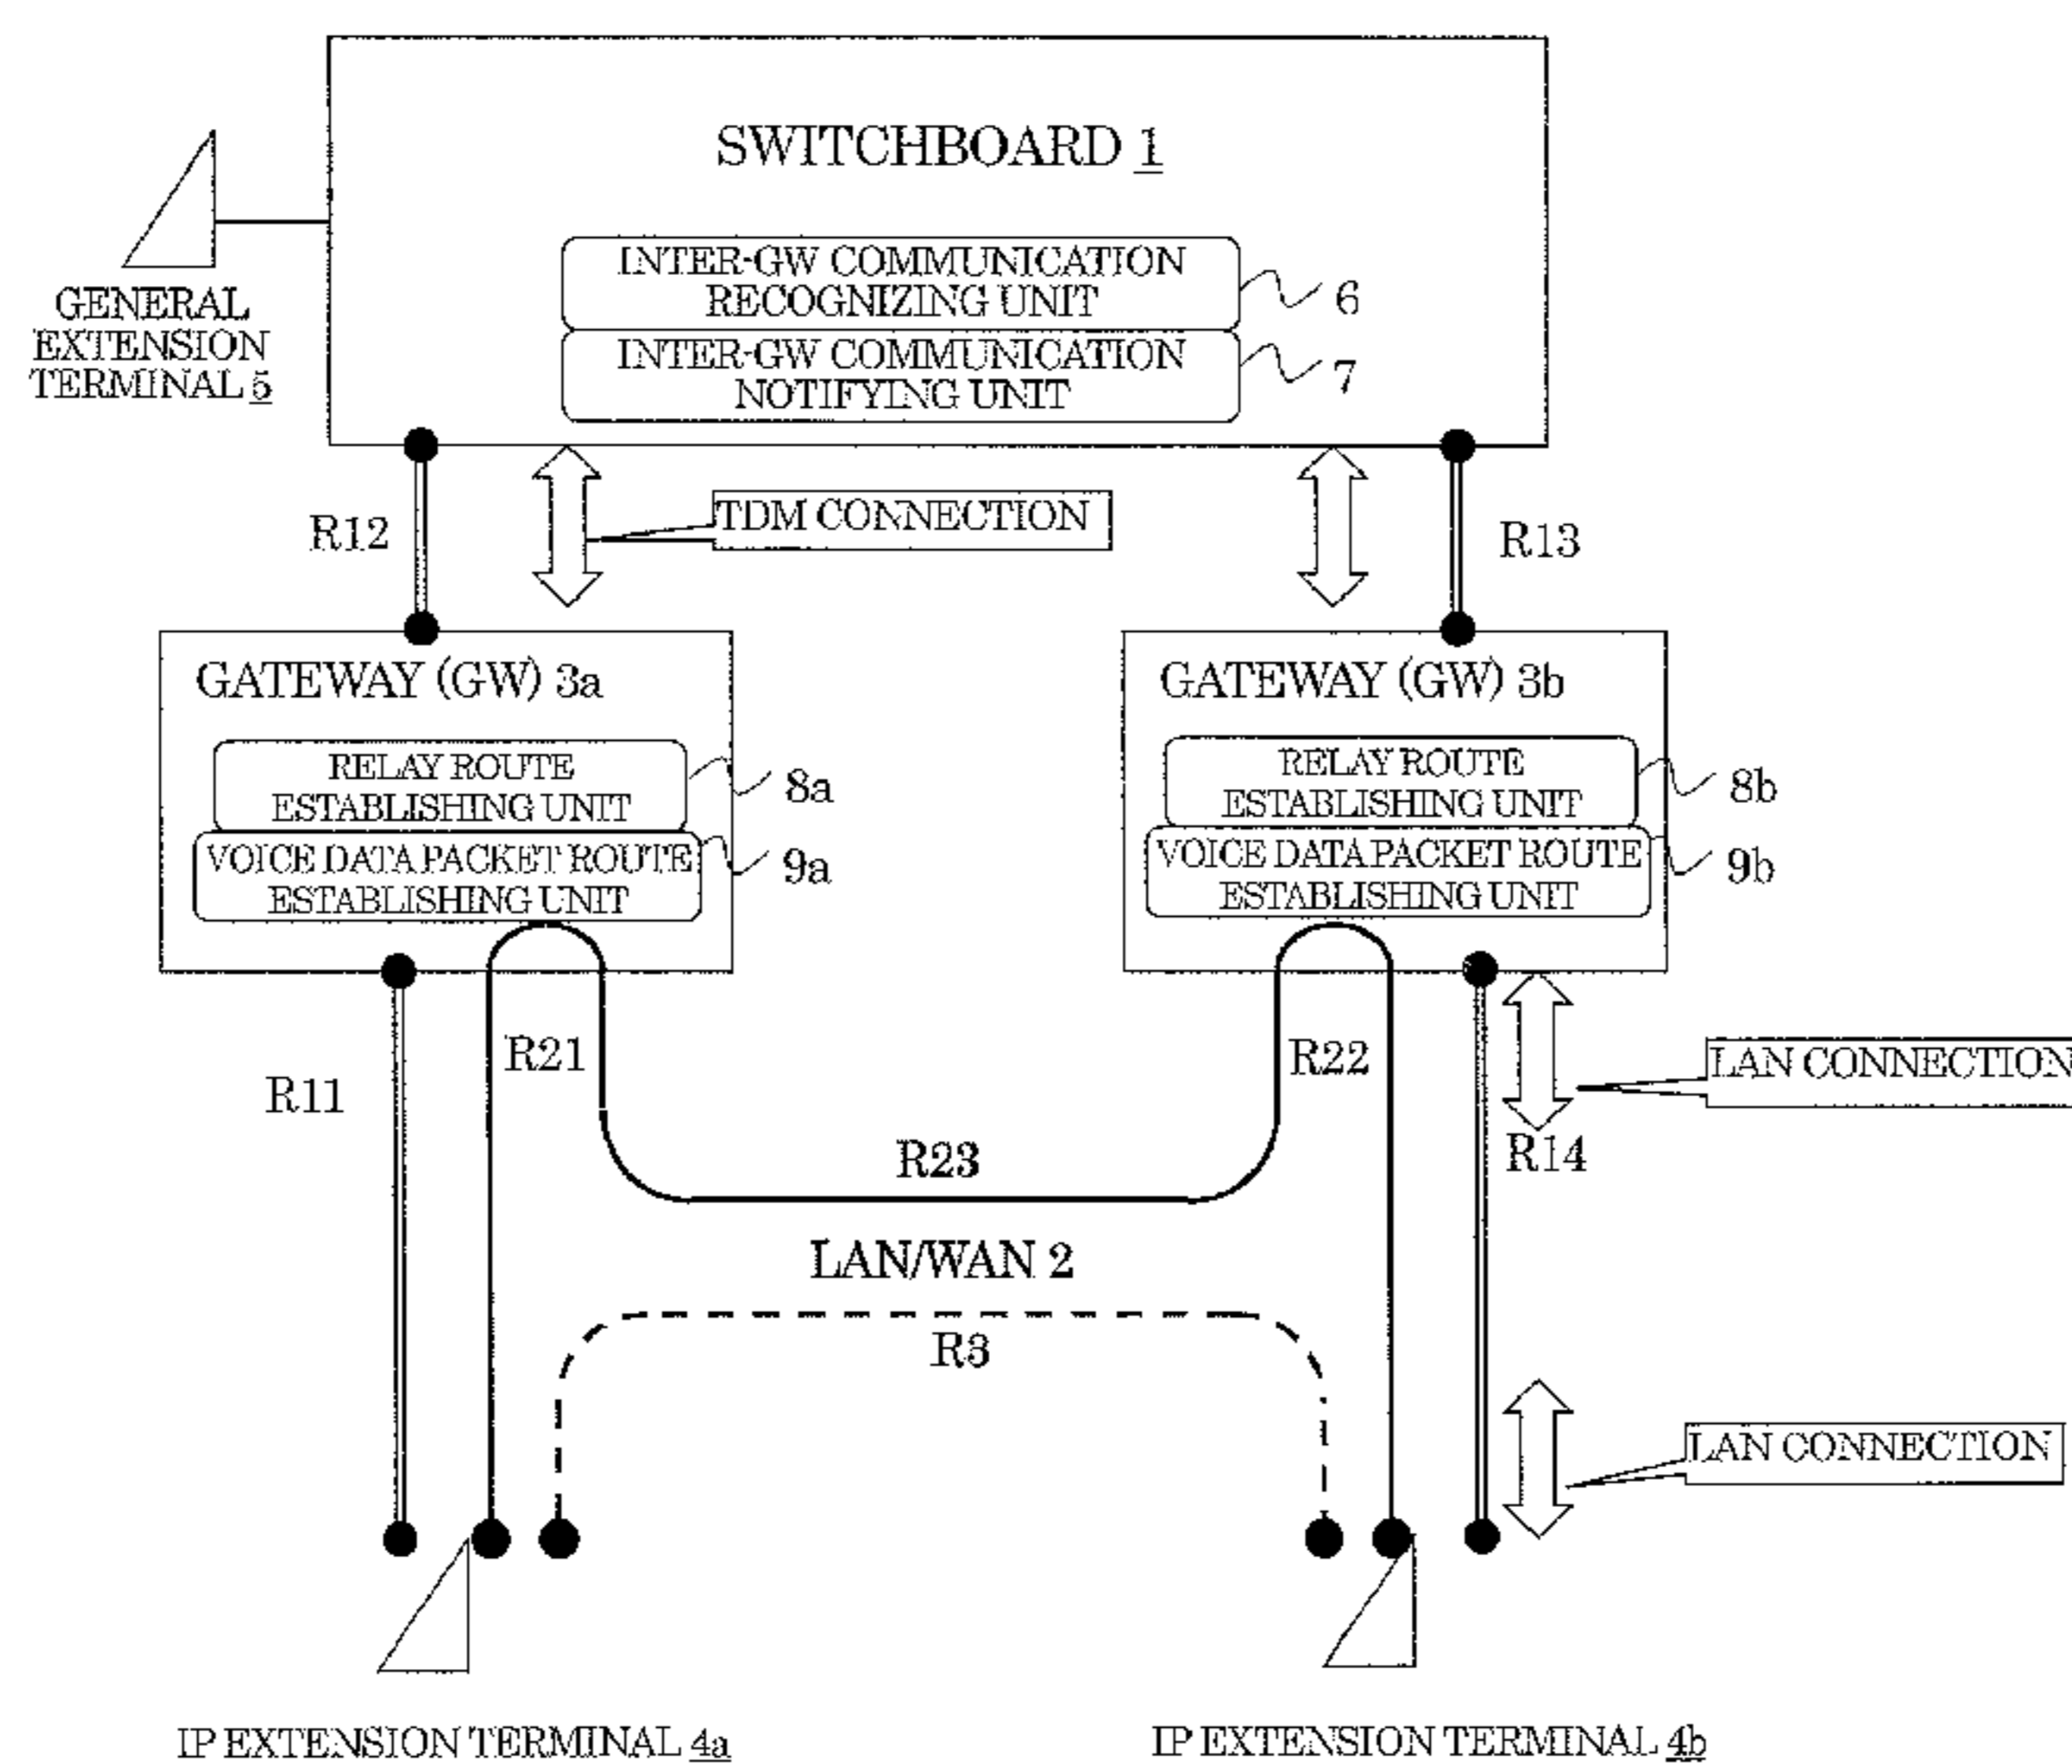 SWITCHBOARD 1
INTER-GW COMMUNICATION
RECOGNIZING UNIT
6
INTER-GW COMMUNICATION
NOTIFYING UNIT
7
GENERAL
EXTENSION
TERMINAL 5
R12
TDM CONNECTION
R13
GATEWAY (GW) 3a
RELAY ROUTE
ESTABLISHING UNIT
8a
VOICE DATA PACKET ROUTE
ESTABLISHING UNIT
9a
GATEWAY (GW) 3b
RELAY ROUTE
ESTABLISHING UNIT
8b
VOICE DATA PACKET ROUTE
ESTABLISHING UNIT
9b
R11
R21
R22
LAN CONNECTION
R14
R23
LAN/WAN 2
R3
LAN CONNECTION
IP EXTENSION TERMINAL 4a
IP EXTENSION TERMINAL 4b